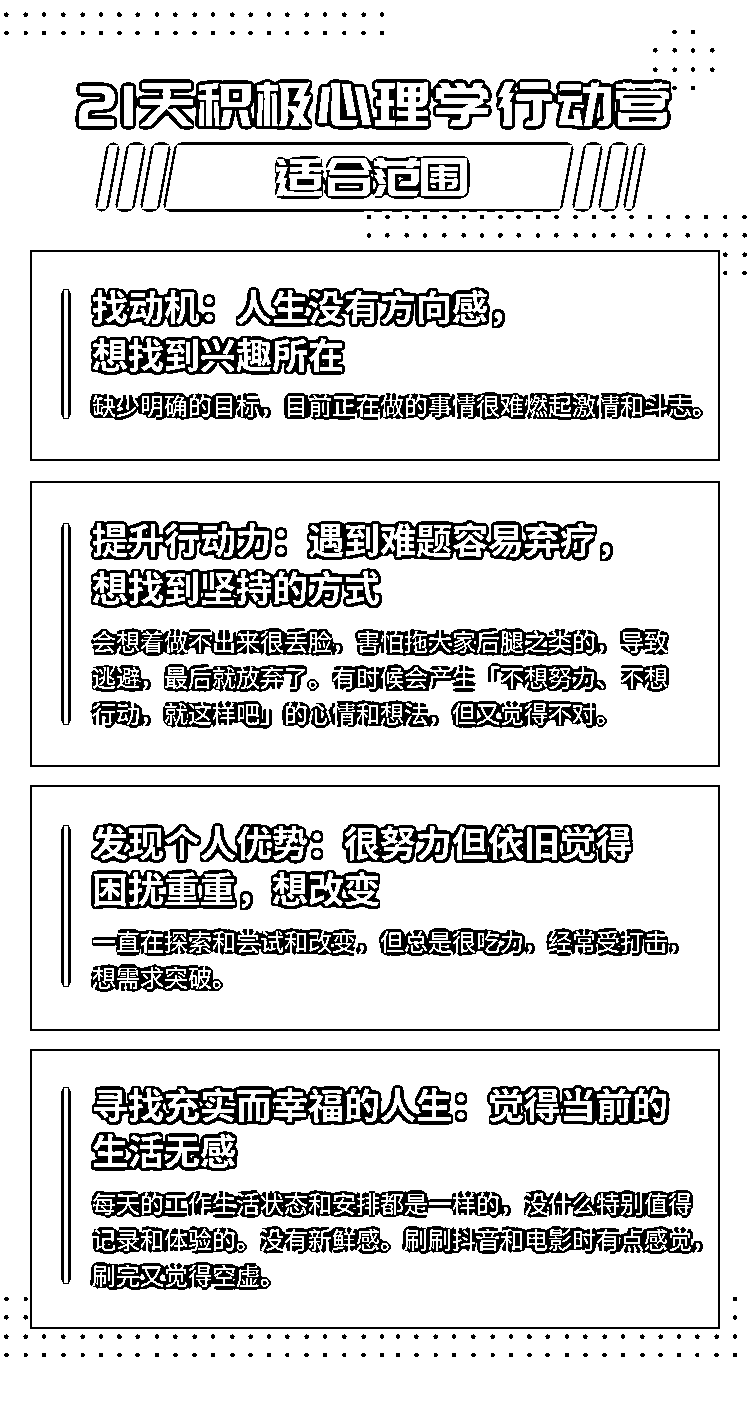 21天积极心理学行动营
适合范围
找动机：人生没有方向感，
想找到兴趣所在
缺少明确的目标，目前正在做的事情很难燃起激情和斗志。
提升行动力：遇到难题容易弃疗，
想找到坚持的方式
会想着做不出来很丢脸，害怕拖大家后腿之类的，导致
逃避，最后就放弃了。有时候会产生「不想努力、不想
行动，就这样吧」的心情和想法，但又觉得不对。
发现个人优势：很努力但依旧觉得
困扰重重，想改变
一直在探索和尝试和改变，但总是很吃力，经常受打击，
想需求突破。
寻找充实而幸福的人生：觉得当前的
生活无感
每天的工作生活状态和安排都是一样的，没什么特别值得
记录和体验的。没有新鲜感。刷刷抖音和电影时有点感觉，
刷完又觉得空虚。